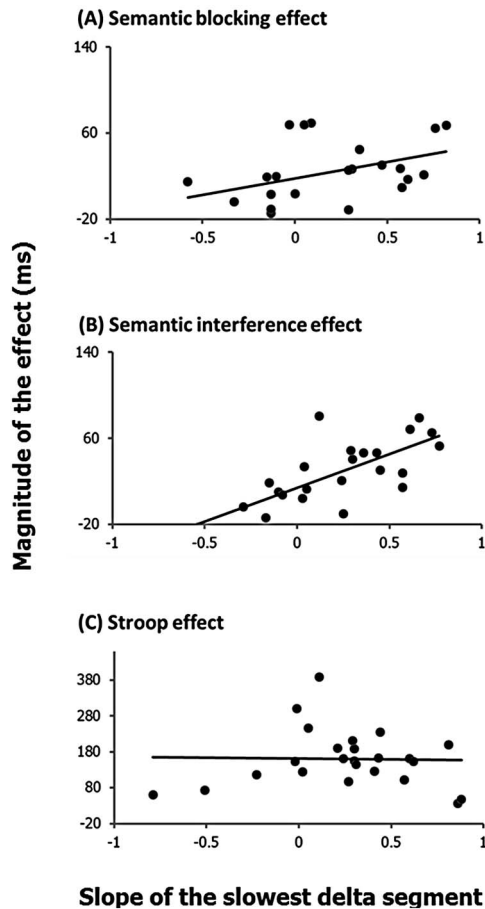 (A) Semantic blocking effect
140
60
-20
-1 -0.5 0 0.5 1
Magnitude of the effect (ms)
(B) Semantic interference effect
140
60
-20
-1 -0.5 0 0.5 1
(C) Stroop effect
380
280
180
80
-20
-1 -0.5 0 0.5 1
Slope of the slowest delta segment